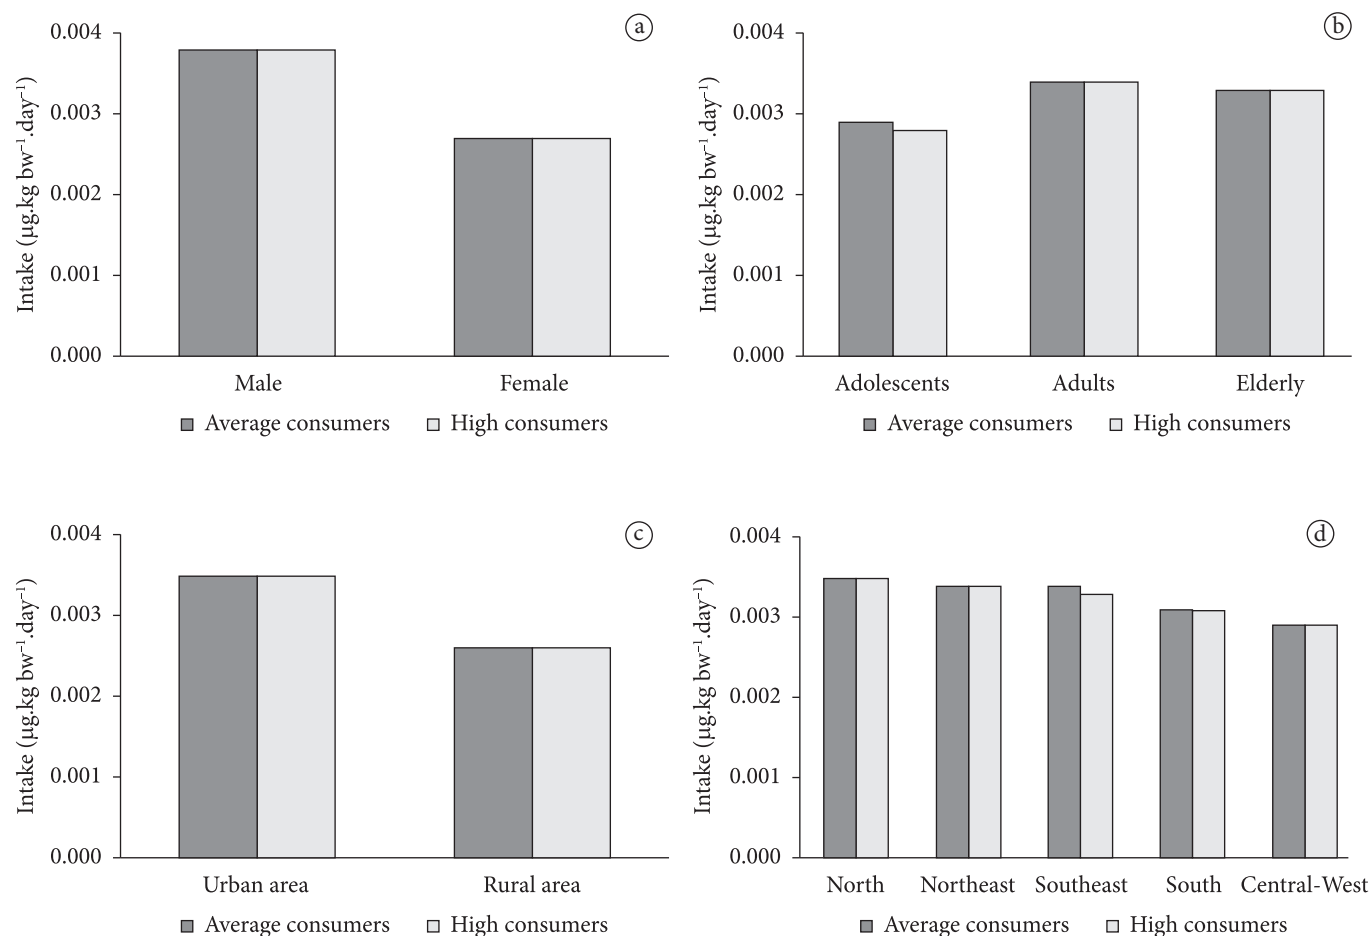 a
0.004
0.003
0.002
0.001
0.000
Intake (µg.kg bw⁻¹.day⁻¹)
Male Female
Average consumers High consumers
b
0.004
0.003
0.002
0.001
0.000
Intake (µg.kg bw⁻¹.day⁻¹)
Adolescents Adults Elderly
Average consumers High consumers
c
0.004
0.003
0.002
0.001
0.000
Intake (µg.kg bw⁻¹.day⁻¹)
Urban area Rural area
Average consumers High consumers
d
0.004
0.003
0.002
0.001
0.000
Intake (µg.kg bw⁻¹.day⁻¹)
North Northeast Southeast South Central-West
Average consumers High consumers